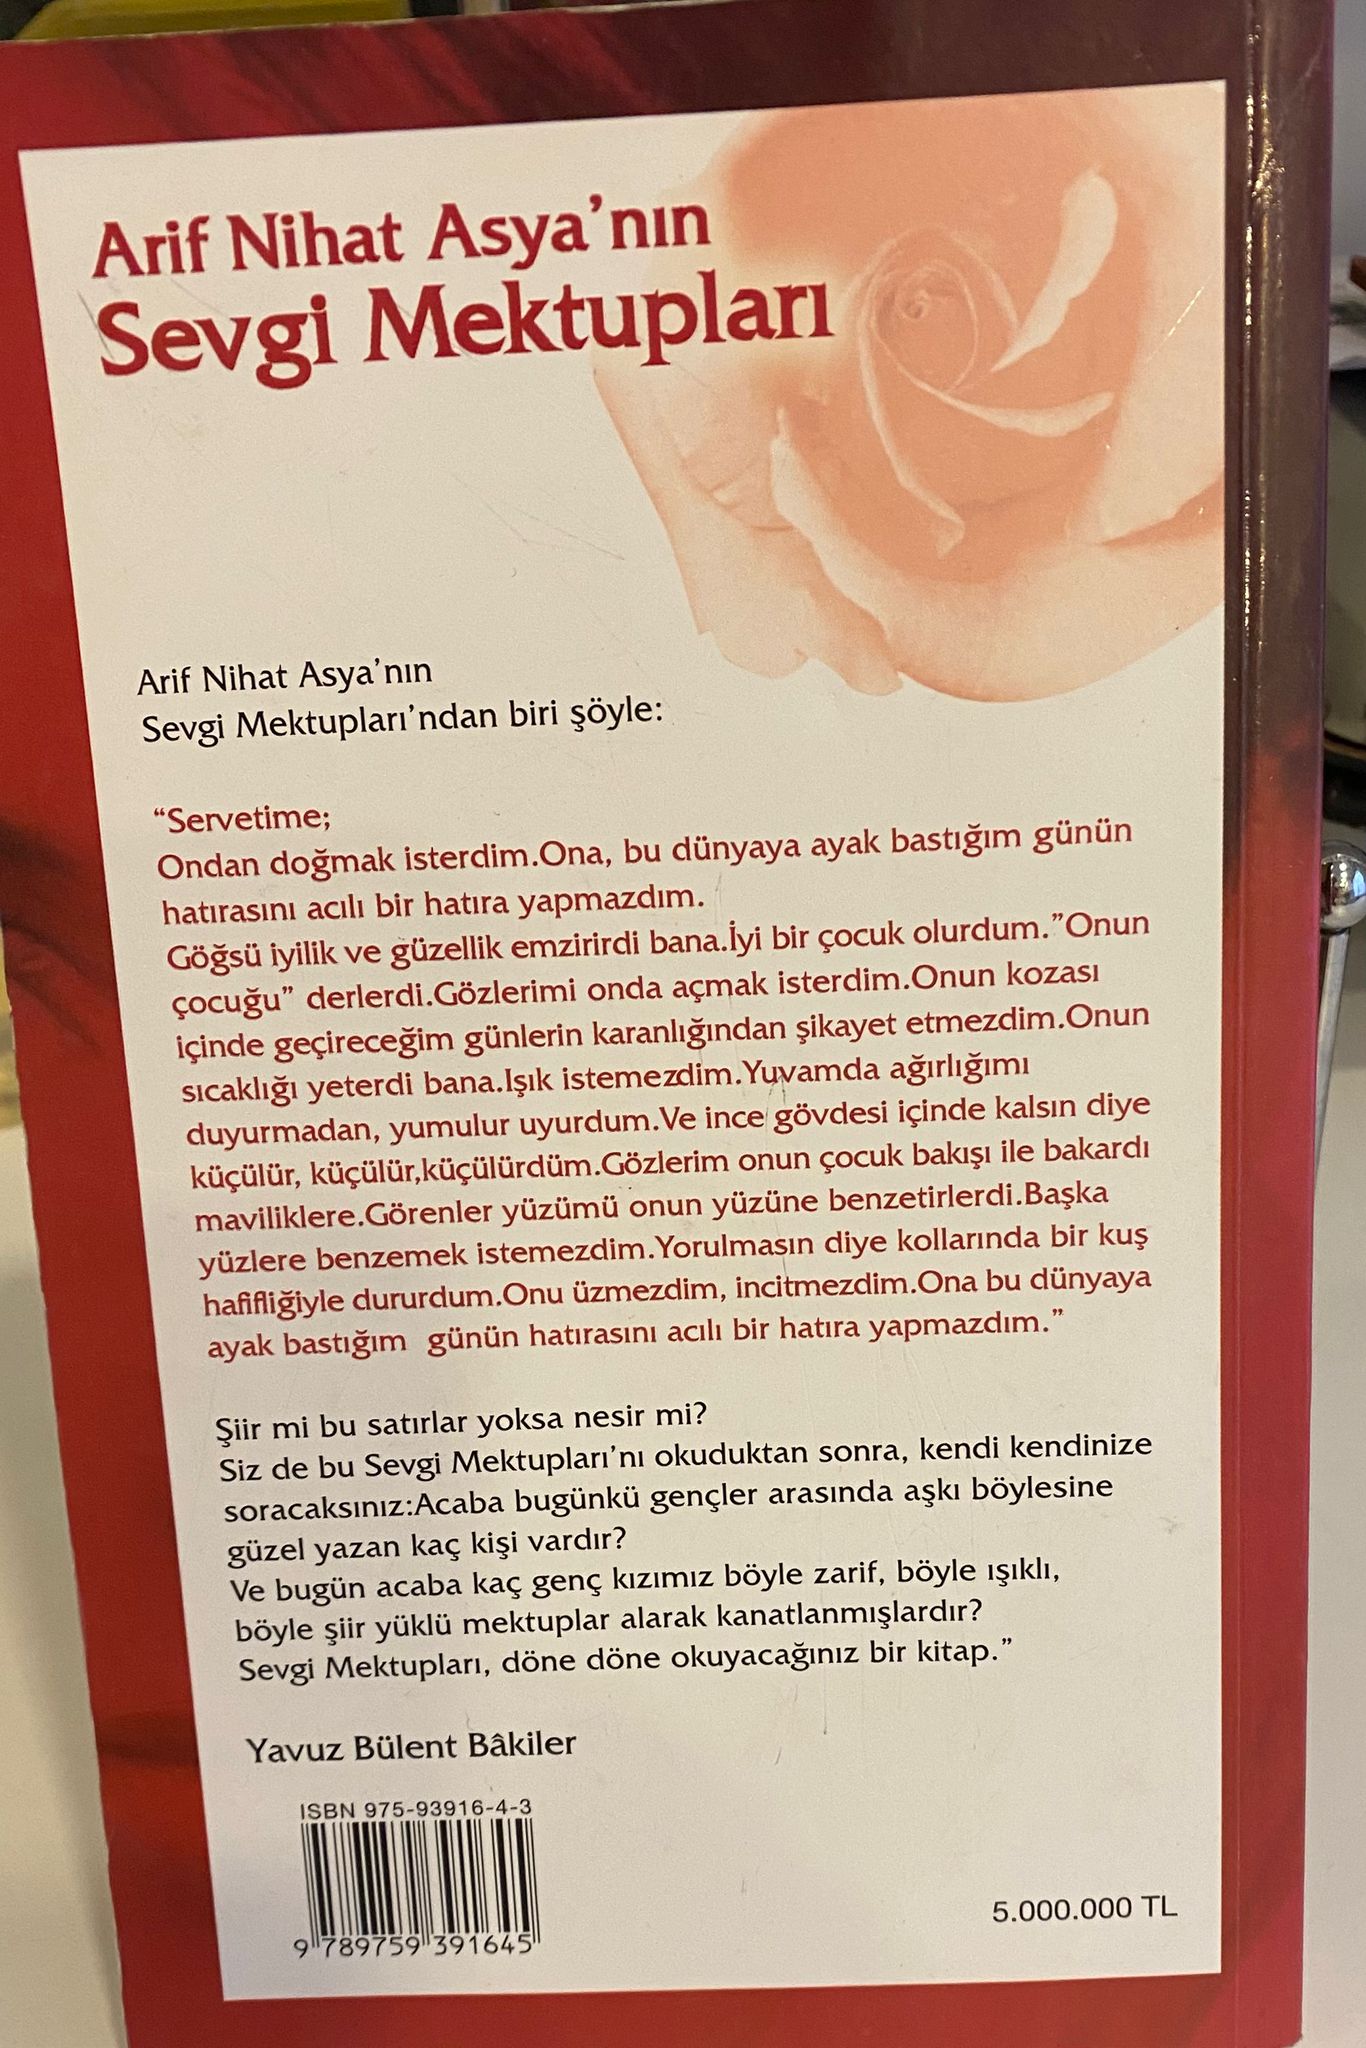 Arif Nihat Asya'nın
Sevgi Mektupları
Arif Nihat Asya'nın
Sevgi Mektupları'ndan biri şöyle:
“Servetime;
Ondan doğmak isterdim.Ona, bu dünyaya ayak bastığım günün
hatırasını acılı bir hatıra yapmazdım.
Göğsü iyilik ve güzellik emzirirdi bana.İyi bir çocuk olurdum.”Onun
çocuğu” derlerdi.Gözlerimi onda açmak isterdim.Onun kozası
içinde geçireceğim günlerin karanlığından şikayet etmezdim.Onun
sıcaklığı yeterdi bana.Işık istemezdim.Yuvamda ağırlığımı
duyurmadan, yumulur uyurdum.Ve ince gövdesi içinde kalsın diye
küçülür, küçülür,küçülürdüm.Gözlerim onun çocuk bakışı ile bakardı
maviliklere.Görenler yüzümü onun yüzüne benzetirlerdi.Başka
yüzlere benzemek istemezdim.Yorulmasın diye kollarında bir kuş
hafifliğiyle dururdum.Onu üzmezdim, incitmezdim.Ona bu dünyaya
ayak bastığım günün hatırasını acılı bir hatıra yapmazdım.”
Şiir mi bu satırlar yoksa nesir mi?
Siz de bu Sevgi Mektupları'nı okuduktan sonra, kendi kendinize
soracaksınız:Acaba bugünkü gençler arasında aşkı böylesine
güzel yazan kaç kişi vardır?
Ve bugün acaba kaç genç kızımız böyle zarif, böyle ışıklı,
böyle şiir yüklü mektuplar alarak kanatlanmışlardır?
Sevgi Mektupları, döne döne okuyacağınız bir kitap.”
Yavuz Bülent Bâkiler
ISBN 975-93916-4-3
9 789759 391645
5.000.000 TL